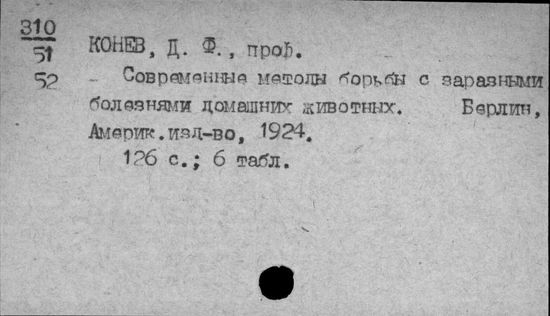 310
51
52
КОНЕВ, Д. Ф., проф.
- Современные методы борьбы с заразными
болезнями домашних животных. Берлин,
Америк.изд-во, 1924.
126 с.; 6 табл.